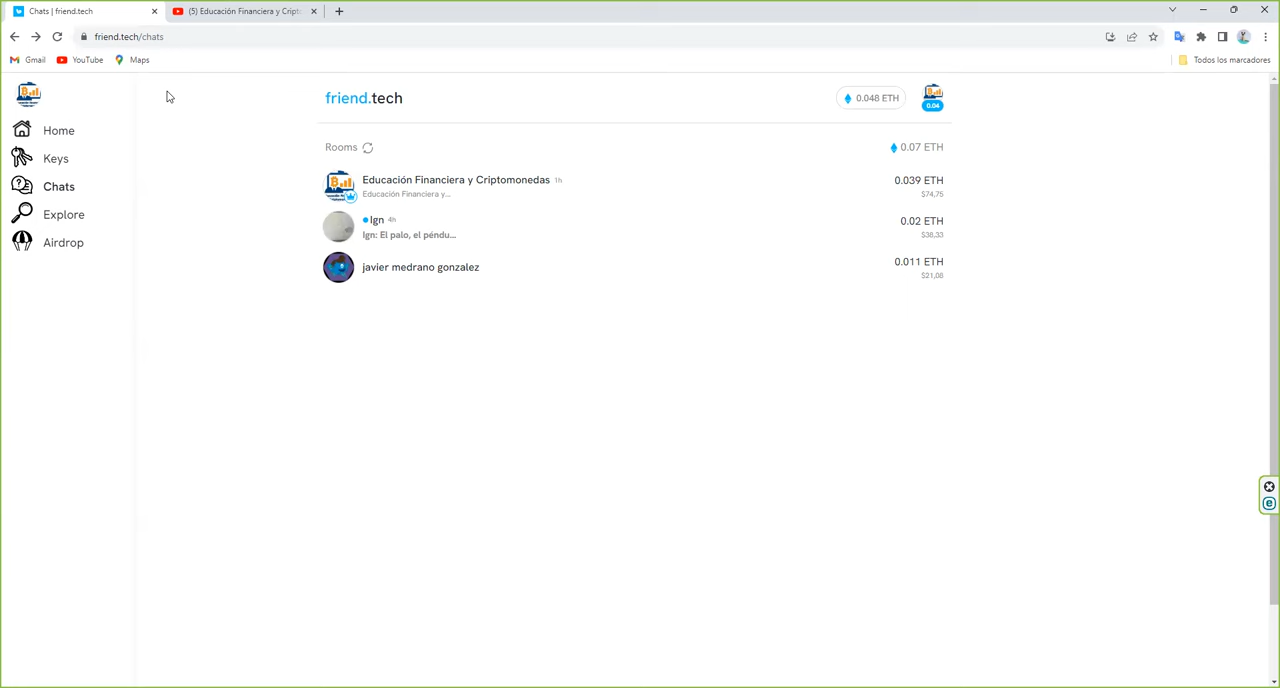 Chats | friend.tech
(5) Educación Financiera y Cripto
friend.tech/chats
Gmail
YouTube
Maps
Todos los marcadores
Home
Keys
Chats
Explore
Airdrop
friend.tech
0.048 ETH
0.04
Rooms
0.07 ETH
Educación Financiera y Criptomonedas 1h
Educación Financiera y...
0.039 ETH
$74,75
Ign 4h
Ign: El palo, el péndu...
0.02 ETH
$38,33
javier medrano gonzalez
0.011 ETH
$21,08